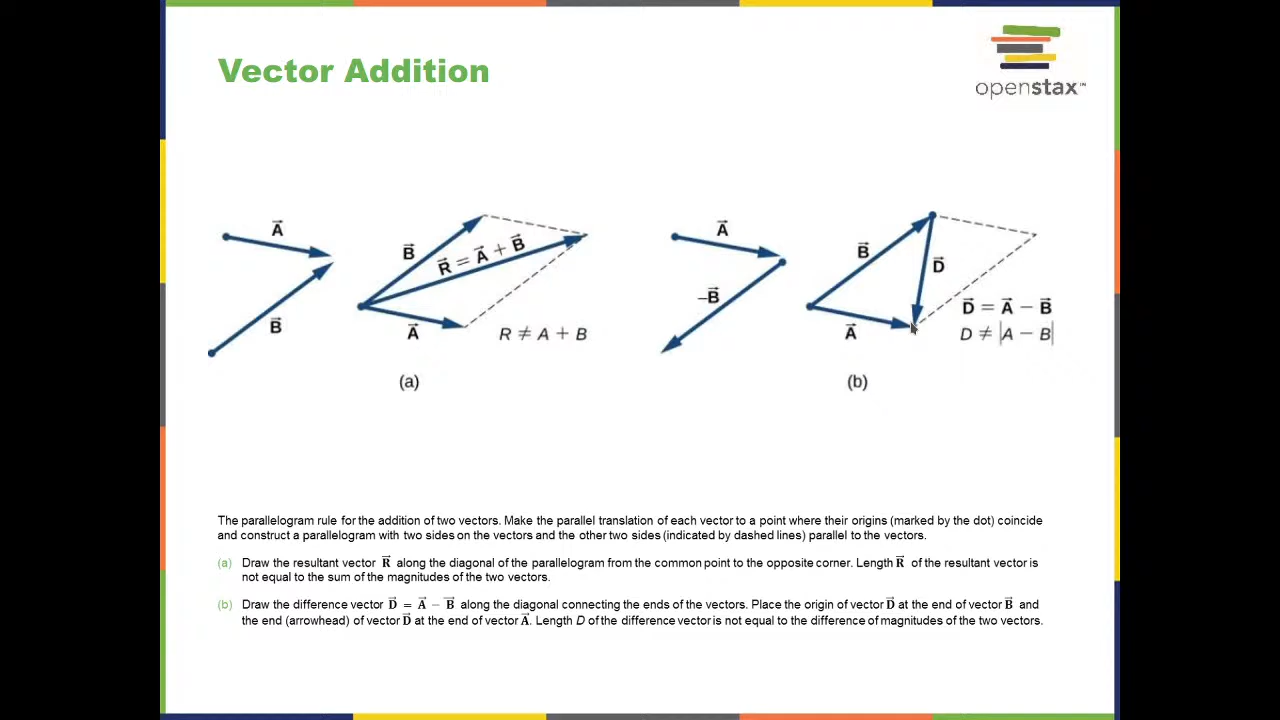 Vector Addition
openstax™
A⃗
B⃗
B⃗
R⃗ = A⃗ + B⃗
A⃗
R ≠ A + B
(a)
A⃗
–B⃗
B⃗
D⃗
A⃗
D⃗ = A⃗ − B⃗
D ≠ |A − B|
(b)
The parallelogram rule for the addition of two vectors. Make the parallel translation of each vector to a point where their origins (marked by the dot) coincide
and construct a parallelogram with two sides on the vectors and the other two sides (indicated by dashed lines) parallel to the vectors.
(a) Draw the resultant vector R⃗ along the diagonal of the parallelogram from the common point to the opposite corner. Length R⃗ of the resultant vector is
not equal to the sum of the magnitudes of the two vectors.
(b) Draw the difference vector D⃗ = A⃗ − B⃗ along the diagonal connecting the ends of the vectors. Place the origin of vector D⃗ at the end of vector B⃗ and
the end (arrowhead) of vector D⃗ at the end of vector A⃗. Length D of the difference vector is not equal to the difference of magnitudes of the two vectors.